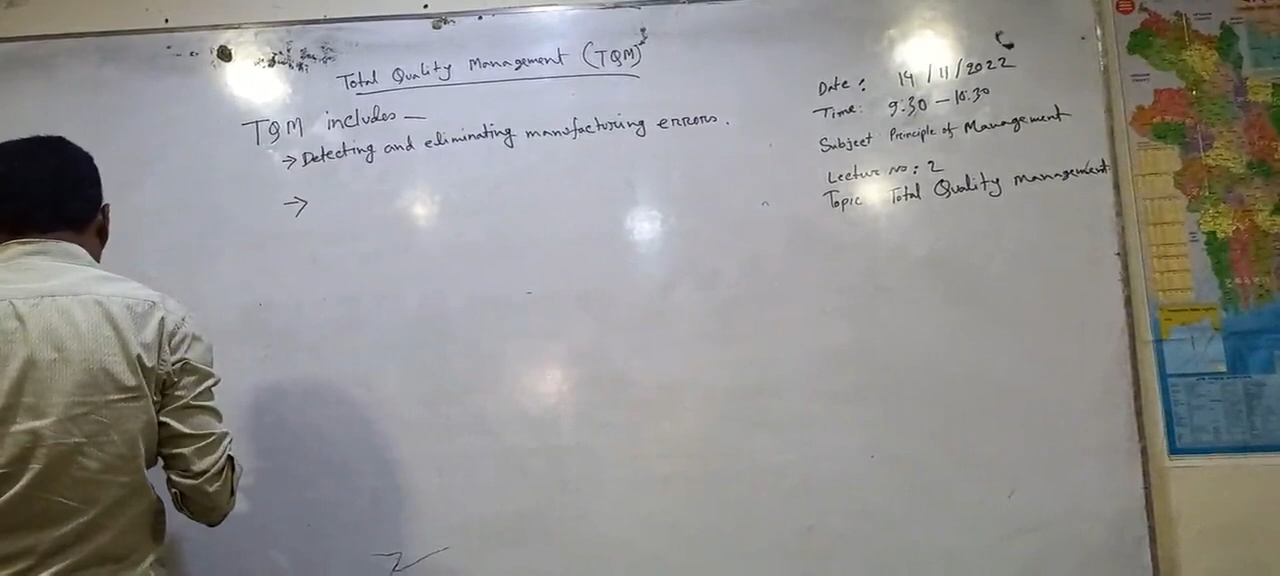 Total Quality Management (TQM)
TQM includes —
→ Detecting and eliminating manofacturing errors.
→
Date: 14/11/2022
Time: 9:30 – 10:30
Subject Principle of Management
Lecture no: 2
Topic Total Quality management